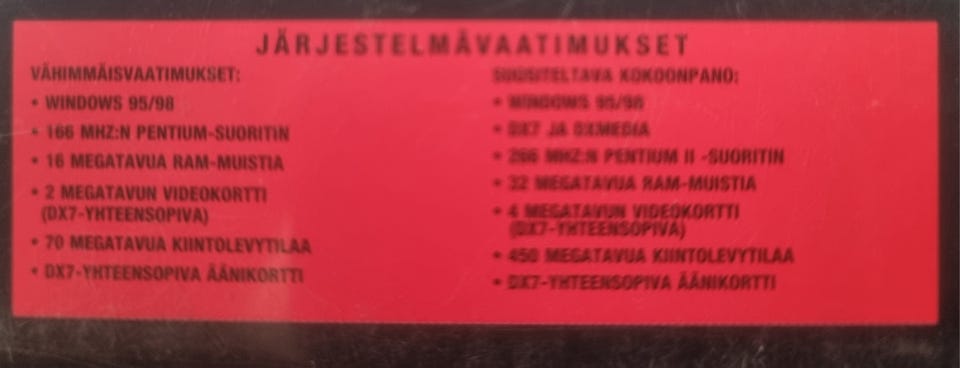 JÄRJESTELMÄVAATIMUKSET
VÄHIMMÄISVAATIMUKSET:
• WINDOWS 95/98
• 166 MHZ:N PENTIUM-SUORITIN
• 16 MEGATAVUA RAM-MUISTIA
• 2 MEGATAVUN VIDEOKORTTI
(DX7-YHTEENSOPIVA)
• 70 MEGATAVUA KIINTOLEVYTILAA
• DX7-YHTEENSOPIVA ÄÄNIKORTTI
SUOSITELTAVA KOKOONPANO:
• WINDOWS 95/98
• DX7 JA DXMEDIA
• 266 MHZ:N PENTIUM II -SUORITIN
• 32 MEGATAVUA RAM-MUISTIA
• 4 MEGATAVUN VIDEOKORTTI
(DX7-YHTEENSOPIVA)
• 450 MEGATAVUA KIINTOLEVYTILAA
• DX7-YHTEENSOPIVA ÄÄNIKORTTI